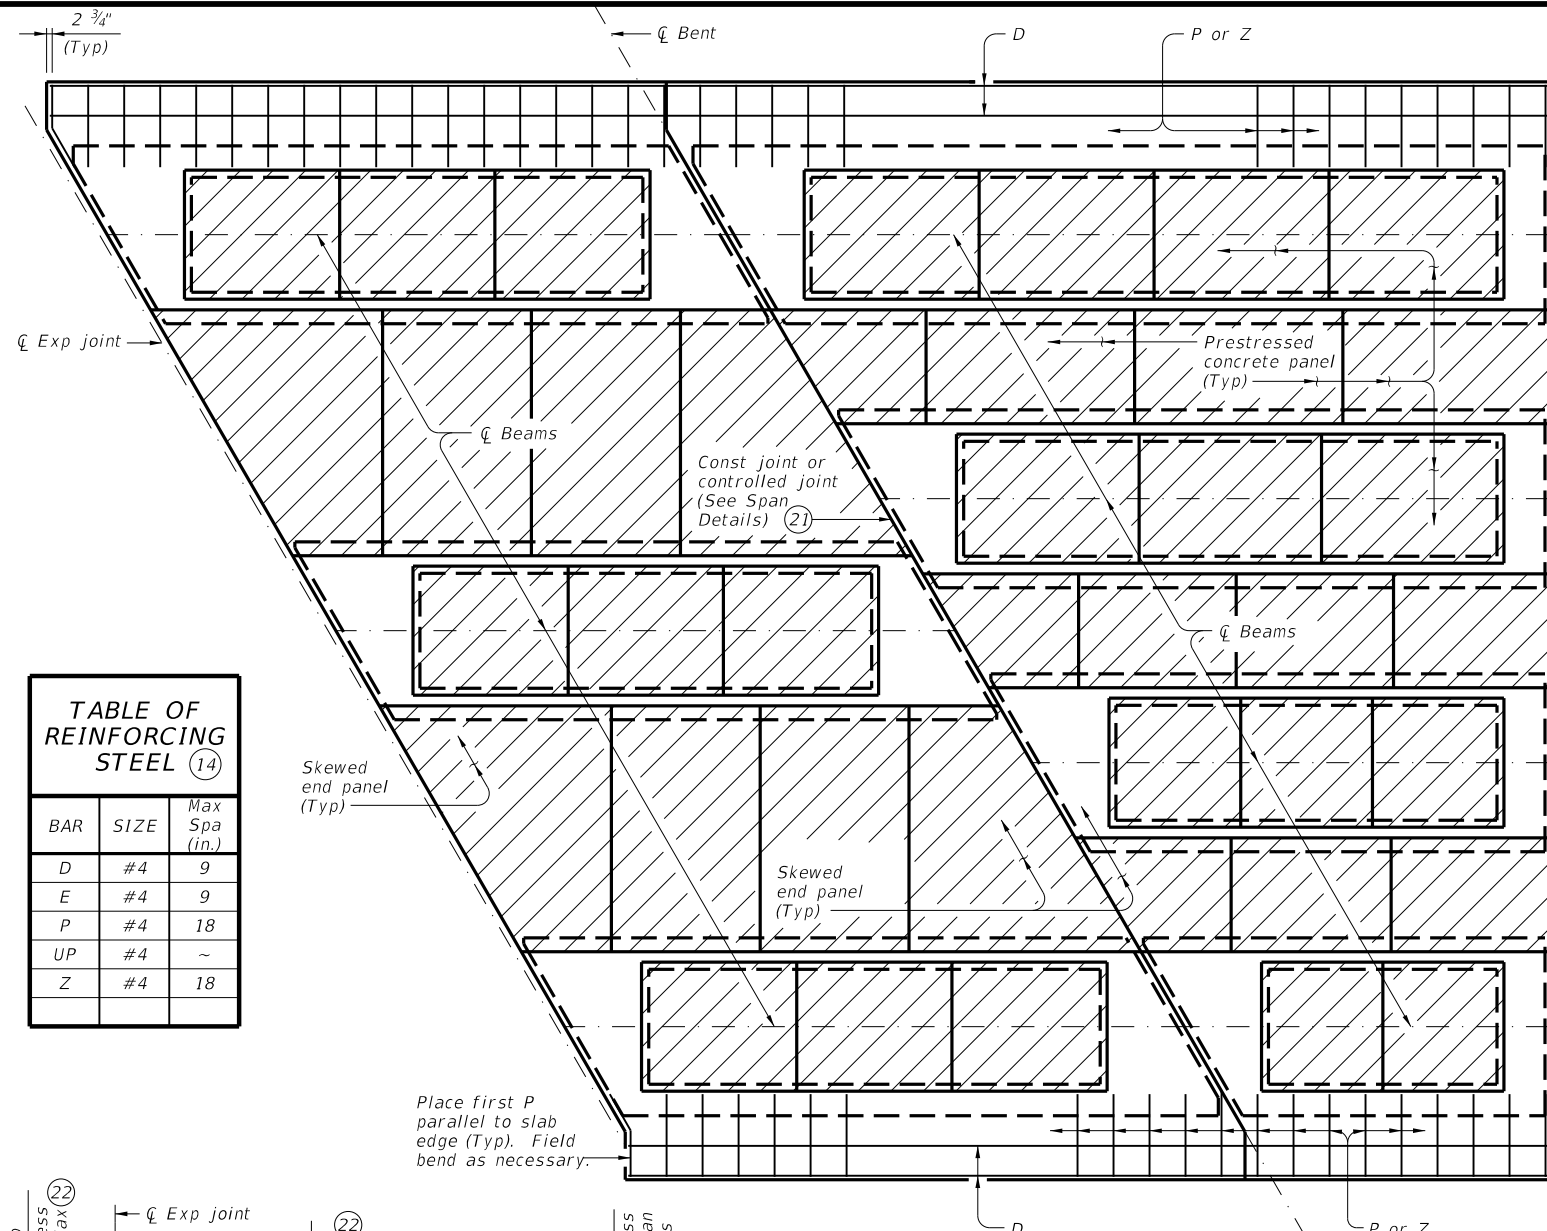 2 ¾"
(Typ)
℄ Bent
D
P or Z
℄ Exp joint
Prestressed
concrete panel
(Typ)
℄ Beams
Const joint or
controlled joint
(See Span
Details) 21
℄ Beams
TABLE OF
REINFORCING
STEEL 14
BAR SIZE Max Spa (in.)
D #4 9
E #4 9
P #4 18
UP #4 ~
Z #4 18
Skewed
end panel
(Typ)
Skewed
end panel
(Typ)
Place first P
parallel to slab
edge (Typ). Field
bend as necessary.
22
℄ Exp joint
22
D
P or Z